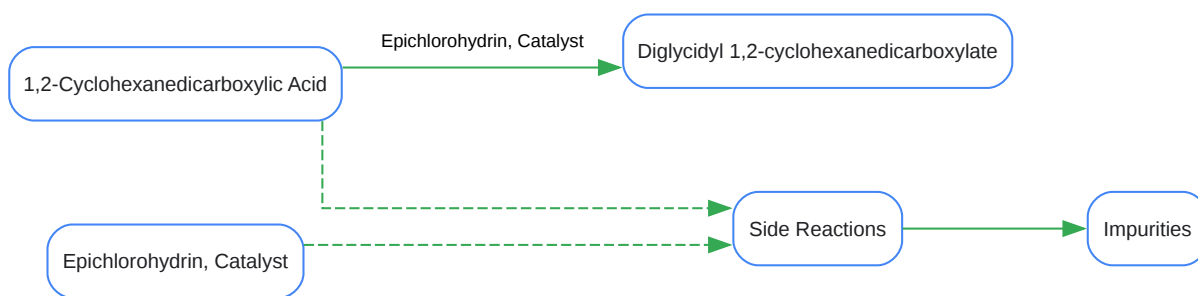 Epichlorohydrin, Catalyst
Diglycidyl 1,2-cyclohexanedicarboxylate
1,2-Cyclohexanedicarboxylic Acid
Side Reactions
Impurities
Epichlorohydrin, Catalyst